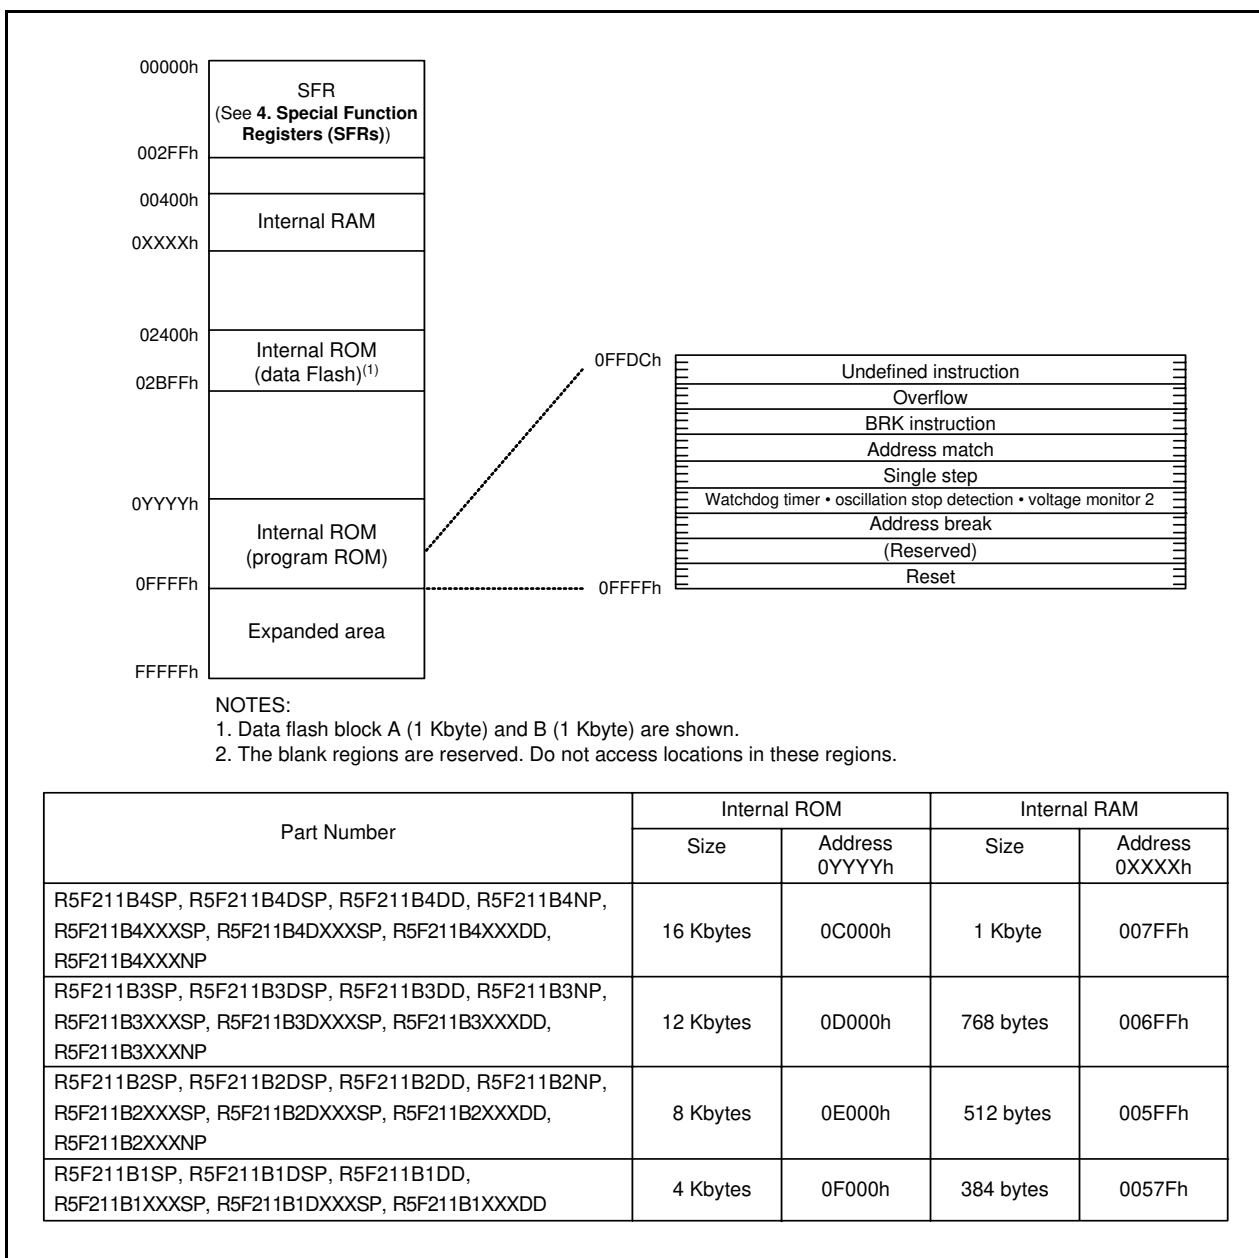 00000h
SFR
(See 4. Special Function
Registers (SFRs))
002FFh
00400h
Internal RAM
0XXXXh
02400h
Internal ROM
(data Flash)(1)
02BFFh
0YYYYh
Internal ROM
(program ROM)
0FFFFh
Expanded area
FFFFFh
0FFDCh
Undefined instruction
Overflow
BRK instruction
Address match
Single step
Watchdog timer • oscillation stop detection • voltage monitor 2
Address break
(Reserved)
Reset
0FFFFh
NOTES:
1. Data flash block A (1 Kbyte) and B (1 Kbyte) are shown.
2. The blank regions are reserved. Do not access locations in these regions.
Part Number
Internal ROM
Internal RAM
Size
Address
0YYYYh
Size
Address
0XXXXh
R5F211B4SP, R5F211B4DSP, R5F211B4DD, R5F211B4NP,
R5F211B4XXXSP, R5F211B4DXXXSP, R5F211B4XXXDD,
R5F211B4XXXNP
16 Kbytes
0C000h
1 Kbyte
007FFh
R5F211B3SP, R5F211B3DSP, R5F211B3DD, R5F211B3NP,
R5F211B3XXXSP, R5F211B3DXXXSP, R5F211B3XXXDD,
R5F211B3XXXNP
12 Kbytes
0D000h
768 bytes
006FFh
R5F211B2SP, R5F211B2DSP, R5F211B2DD, R5F211B2NP,
R5F211B2XXXSP, R5F211B2DXXXSP, R5F211B2XXXDD,
R5F211B2XXXNP
8 Kbytes
0E000h
512 bytes
005FFh
R5F211B1SP, R5F211B1DSP, R5F211B1DD,
R5F211B1XXXSP, R5F211B1DXXXSP, R5F211B1XXXDD
4 Kbytes
0F000h
384 bytes
0057Fh